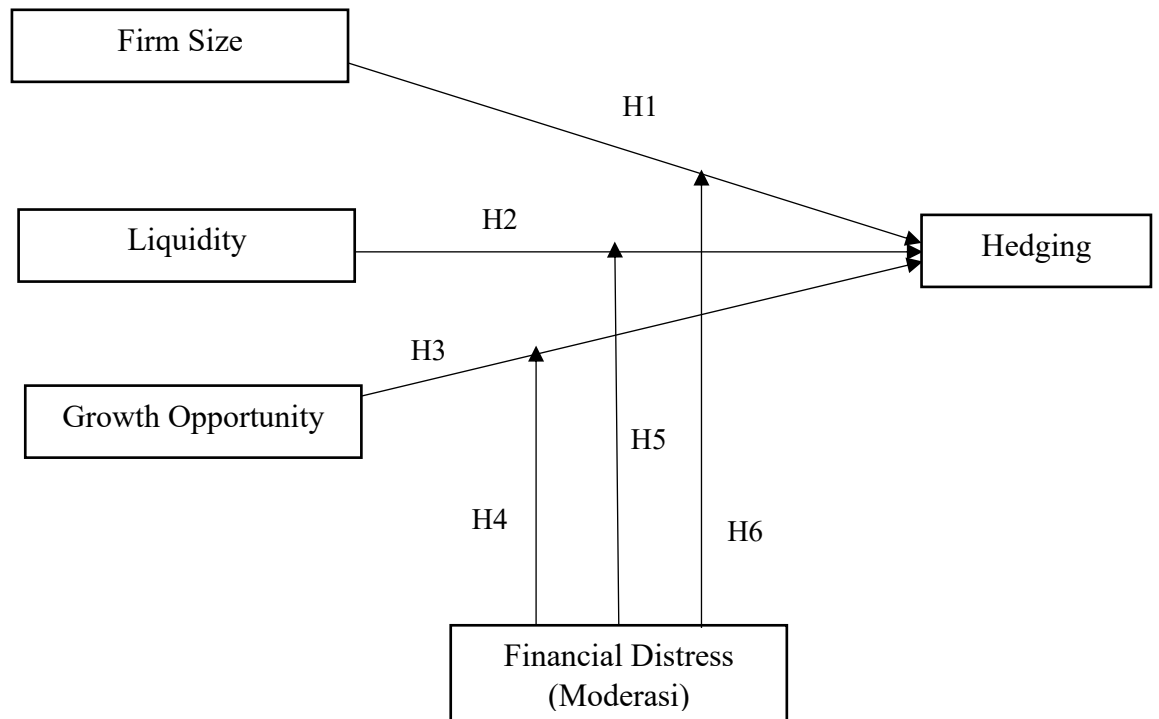 Firm Size
H1
Liquidity
H2
Hedging
H3
Growth Opportunity
H5
H4
H6
Financial Distress
(Moderasi)